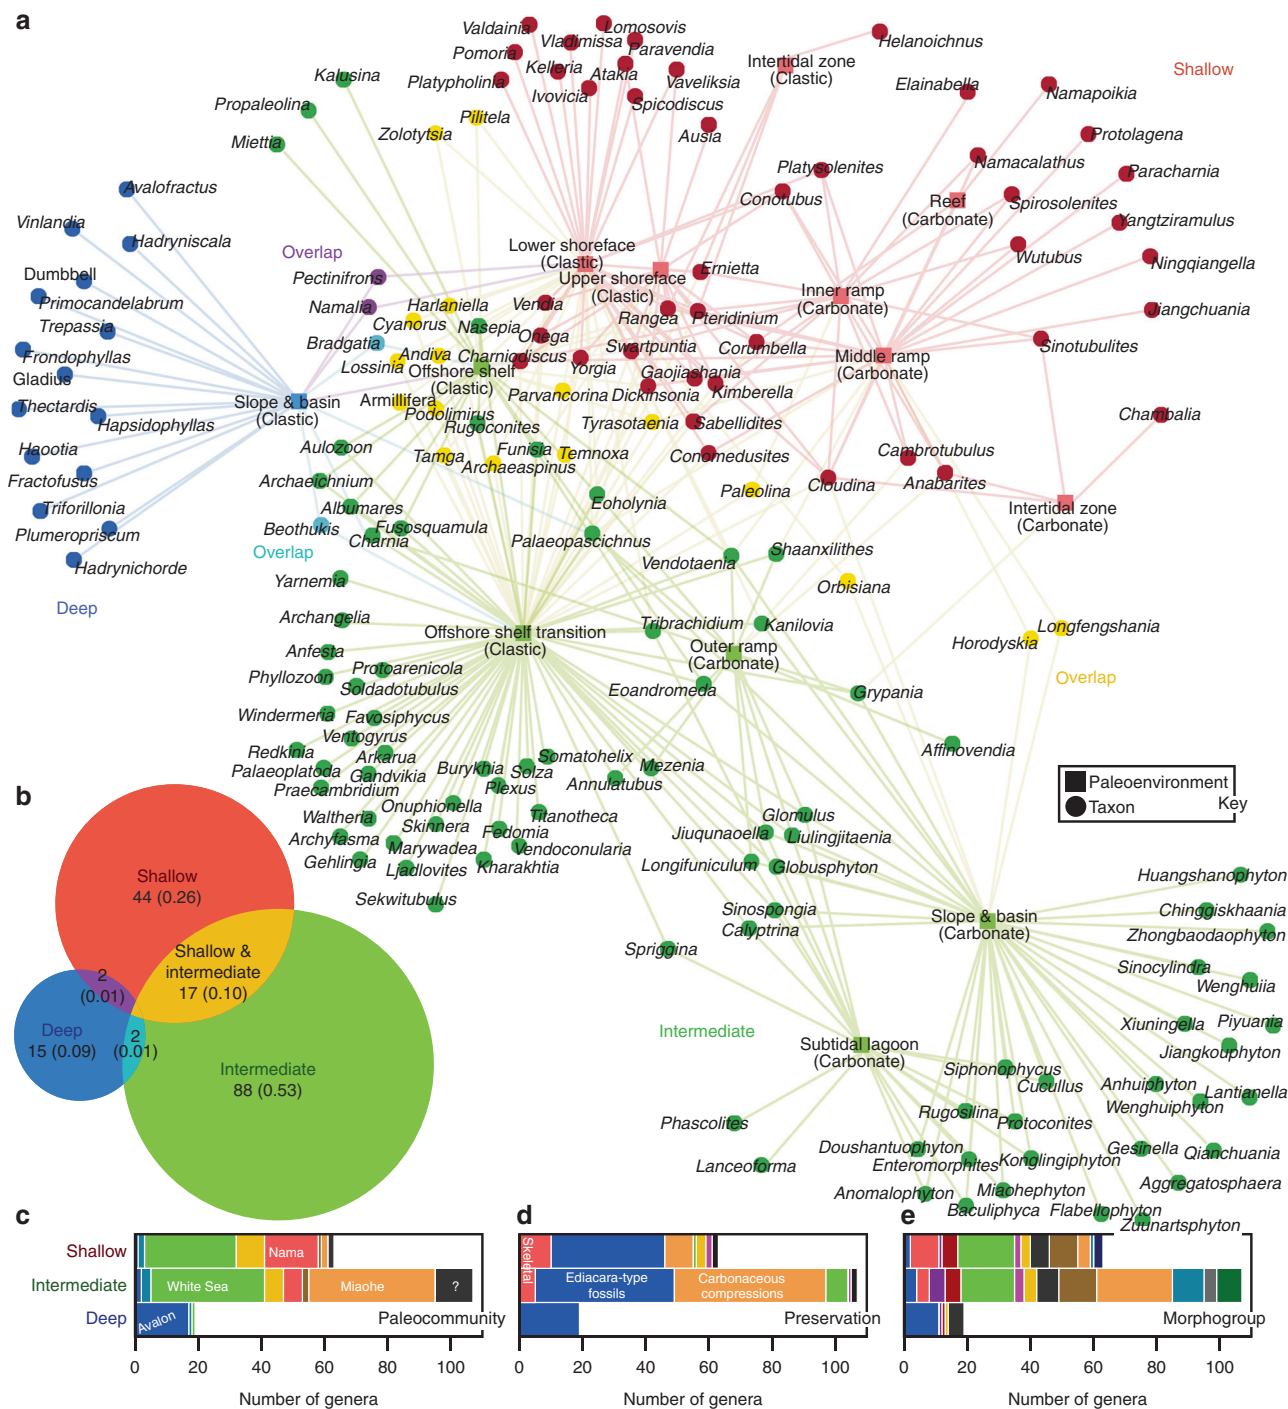 a
Valdainia
Lomosovis
Vladimissa
Pomoria
Paravendia
Helanoichnus
Kelleria
Intertidal zone
(Clastic)
Shallow
Kalusina
Platypholinia
Atakia
Vaveliksia
Elainabella
Namapoikia
Ivovicia
Spicodiscus
Propaleolina
Pilitela
Zolotytsia
Ausia
Protolagena
Miettia
Platysolenites
Namacalathus
Paracharnia
Avalofractus
Conotubus
Reef
(Carbonate)
Spirosolenites
Vinlandia
Yangtziramulus
Hadryniscala
Overlap
Lower shoreface
(Clastic)
Wutubus
Ningqiangella
Dumbbell
Pectinifrons
Upper shoreface
(Clastic)
Ernietta
Inner ramp
(Carbonate)
Primocandelabrum
Namalia
Harlaniella
Vendia
Jiangchuania
Trepassia
Cyanorus
Nasepia
Rangea
Pteridinium
Bradgatia
Onega
Swartpuntia
Corumbella
Sinotubulites
Frondophyllas
Andiva
Charniodiscus
Middle ramp
(Carbonate)
Lossinia
Offshore shelf
(Clastic)
Yorgia
Gaojiashania
Gladius
Parvancorina
Dickinsonia
Kimberella
Thectardis
Slope & basin
(Clastic)
Armillifera
Podolimirus
Chambalia
Hapsidophyllas
Rugoconites
Tyrasotaenia
Sabellidites
Haootia
Aulozoon
Tamga
Funisia
Temnoxa
Conomedusites
Cambrotubulus
Archaeaspinus
Fractofusus
Archaeichnium
Cloudina
Anabarites
Paleolina
Triforillonia
Albumares
Eoholynia
Intertidal zone
(Carbonate)
Plumeropriscum
Beothukis
Fusosquamula
Charnia
Palaeopascichnus
Overlap
Shaanxilithes
Hadrynichorde
Vendotaenia
Yarnemia
Orbisiana
Deep
Archangelia
Tribrachidium
Kanilovia
Longfengshania
Offshore shelf transition
(Clastic)
Horodyskia
Anfesta
Outer ramp
(Carbonate)
Protoarenicola
Phyllozoon
Overlap
Soldadotubulus
Eoandromeda
Grypania
Windermeria
Favosiphycus
Ventogyrus
Affinovendia
Redkinia
Arkarua
Somatohelix
Palaeoplatoda
Gandvikia
Burykhia
Solza
Mezenia
Praecambridium
Plexus
Annulatubus
Paleoenvironment
Taxon
Key
b
Onuphionella
Waltheria
Titanotheca
Glomulus
Skinnera
Fedomia
Jiuqunaoella
Liulingjitaenia
Archyfasma
Marywadea
Vendoconularia
Gehlingia
Ljadlovites
Kharakhtia
Longifuniculum
Globusphyton
Huangshanophyton
Shallow
44 (0.26)
Sekwitubulus
Sinospongia
Slope & basin
(Carbonate)
Chinggiskhaania
Calyptrina
Zhongbaodaophyton
Spriggina
Shallow &
intermediate
17 (0.10)
Sinocylindra
Wenghuiia
2
(0.01)
Xiuningella
Piyuania
Deep
15 (0.09)
2
(0.01)
Intermediate
Subtidal lagoon
(Carbonate)
Jiangkouphyton
Intermediate
88 (0.53)
Siphonophycus
Cucullus
Anhuiphyton
Lantianella
Wenghuiphyton
Phascolites
Rugosilina
Protoconites
Doushantuophyton
Gesinella
Qianchuania
Lanceoforma
Enteromorphites
Konglingiphyton
Aggregatosphaera
Anomalophyton
Miaohephyton
Baculiphyca
Flabellophyton
Zuunartsphyton
c
Shallow
Intermediate
Deep
Nama
White Sea
Miaohe
?
Avalon
Paleocommunity
0 20 40 60 80 100
Number of genera
d
Skeletal
Ediacara-type
fossils
Carbonaceous
compressions
Preservation
0 20 40 60 80 100
Number of genera
e
Morphogroup
0 20 40 60 80 100
Number of genera